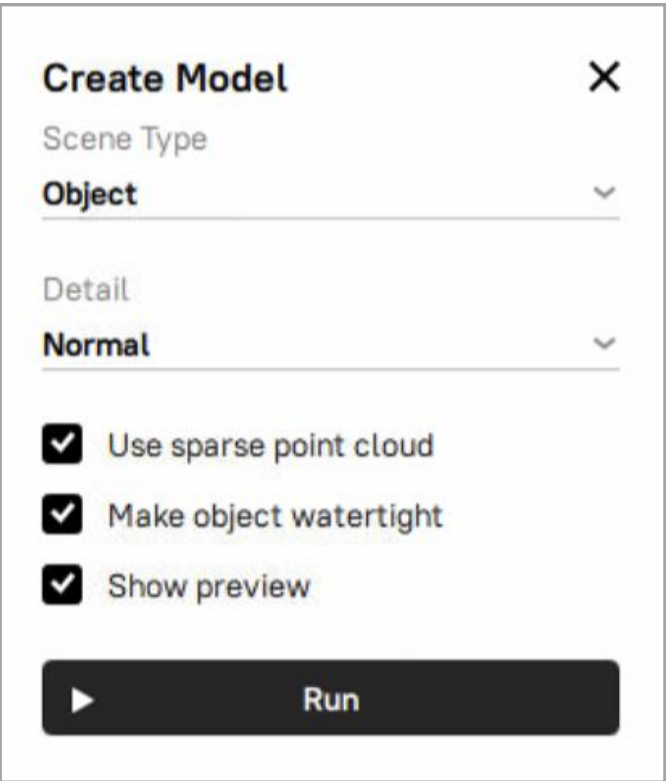 Create Model
Scene Type
Object
Detail
Normal
Use sparse point cloud
Make object watertight
Show preview
Run